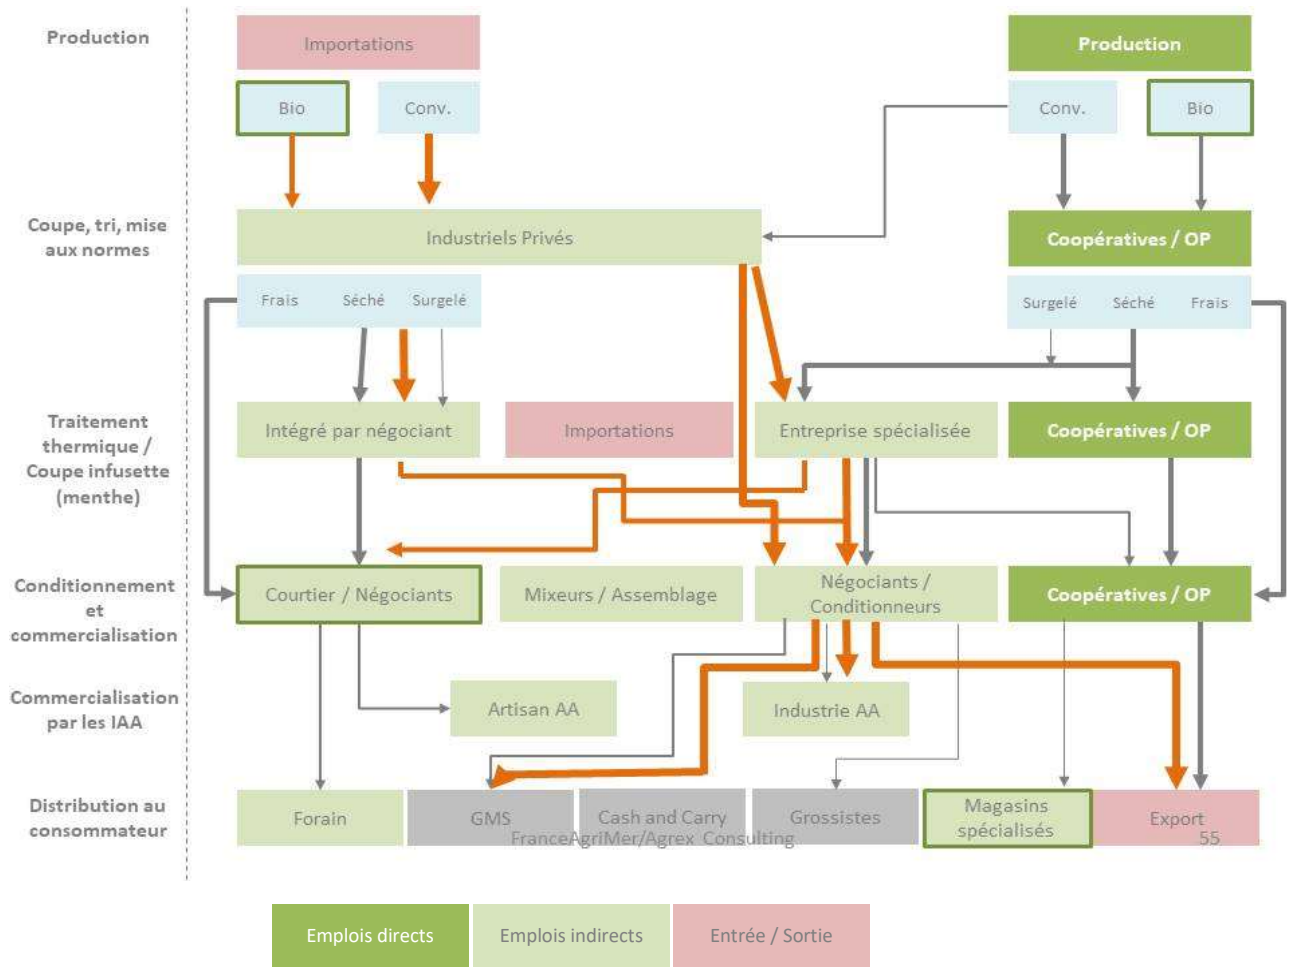 Production
Importations
Production
Bio
Conv.
Conv.
Bio
Coupe, tri, mise
aux normes
Industriels Privés
Coopératives / OP
Frais
Séché
Surgelé
Surgelé
Séché
Frais
Traitement
thermique /
Coupe infusette
(menthe)
Intégré par négociant
Importations
Entreprise spécialisée
Coopératives / OP
Conditionnement
et
commercialisation
Courtier / Négociants
Mixeurs / Assemblage
Négociants /
Conditionneurs
Coopératives / OP
Commercialisation
par les IAA
Artisan AA
Industrie AA
Distribution au
consommateur
Forain
GMS
Cash and Carry
Grossistes
Magasins
spécialisés
Export
FranceAgriMer/Agrex Consulting
55
Emplois directs
Emplois indirects
Entrée / Sortie